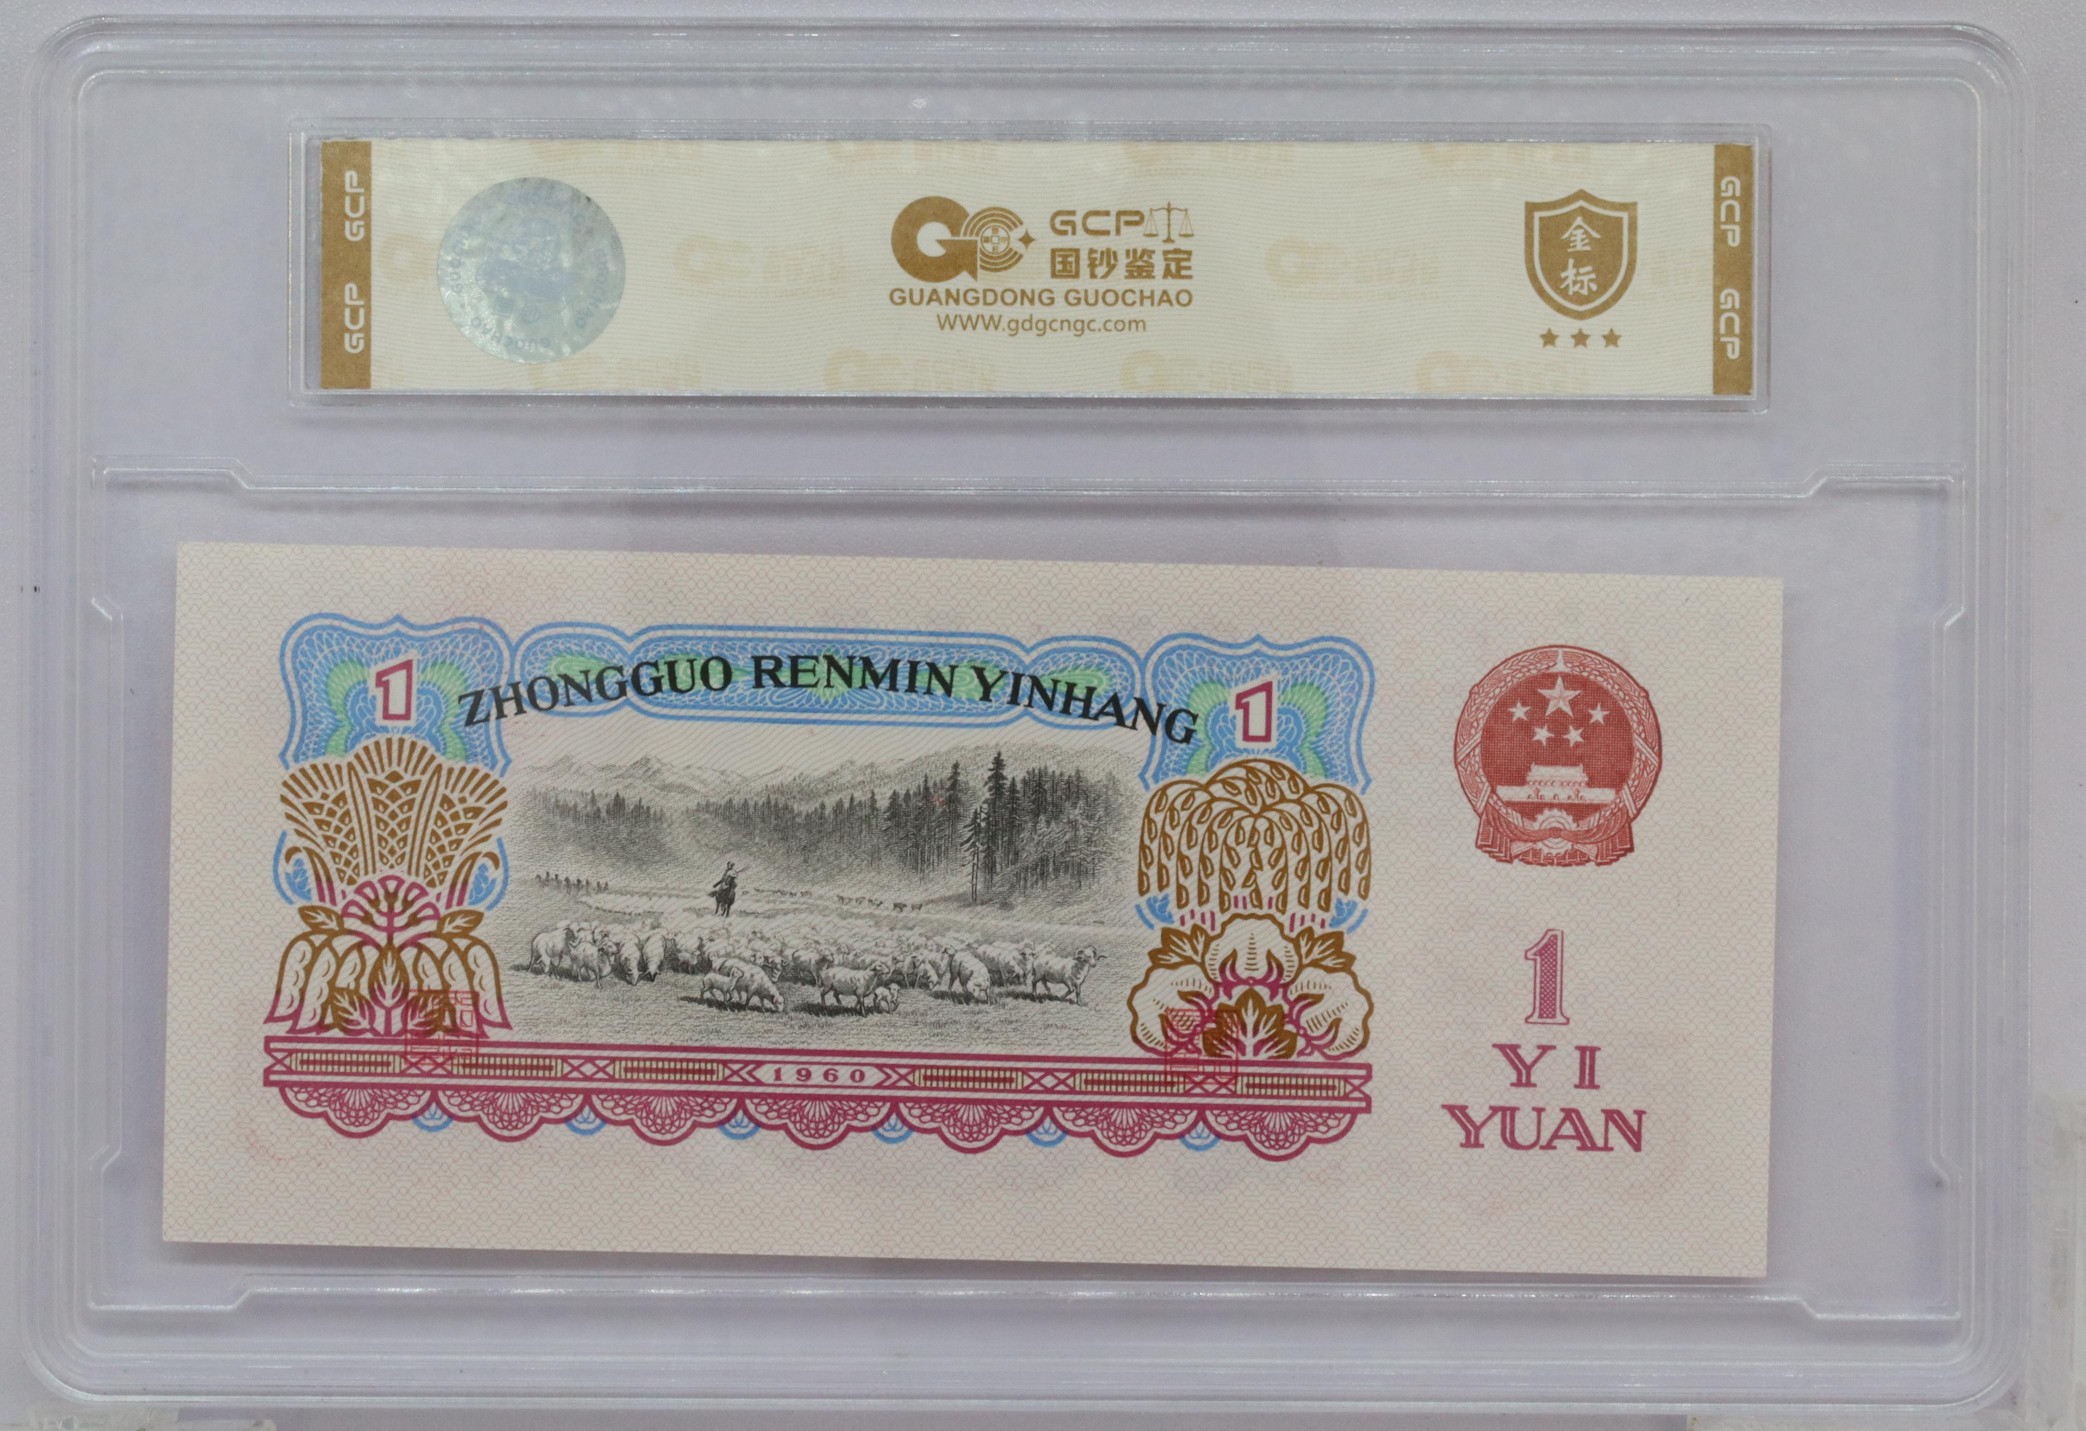 GCP GCP
GCP
国钞鉴定
GUANGDONG GUOCHAO
WWW.gdgcngc.com
金
标
GCP GCP
ZHONGGUO RENMIN YINHANG
1
1
1960
1
YI
YUAN